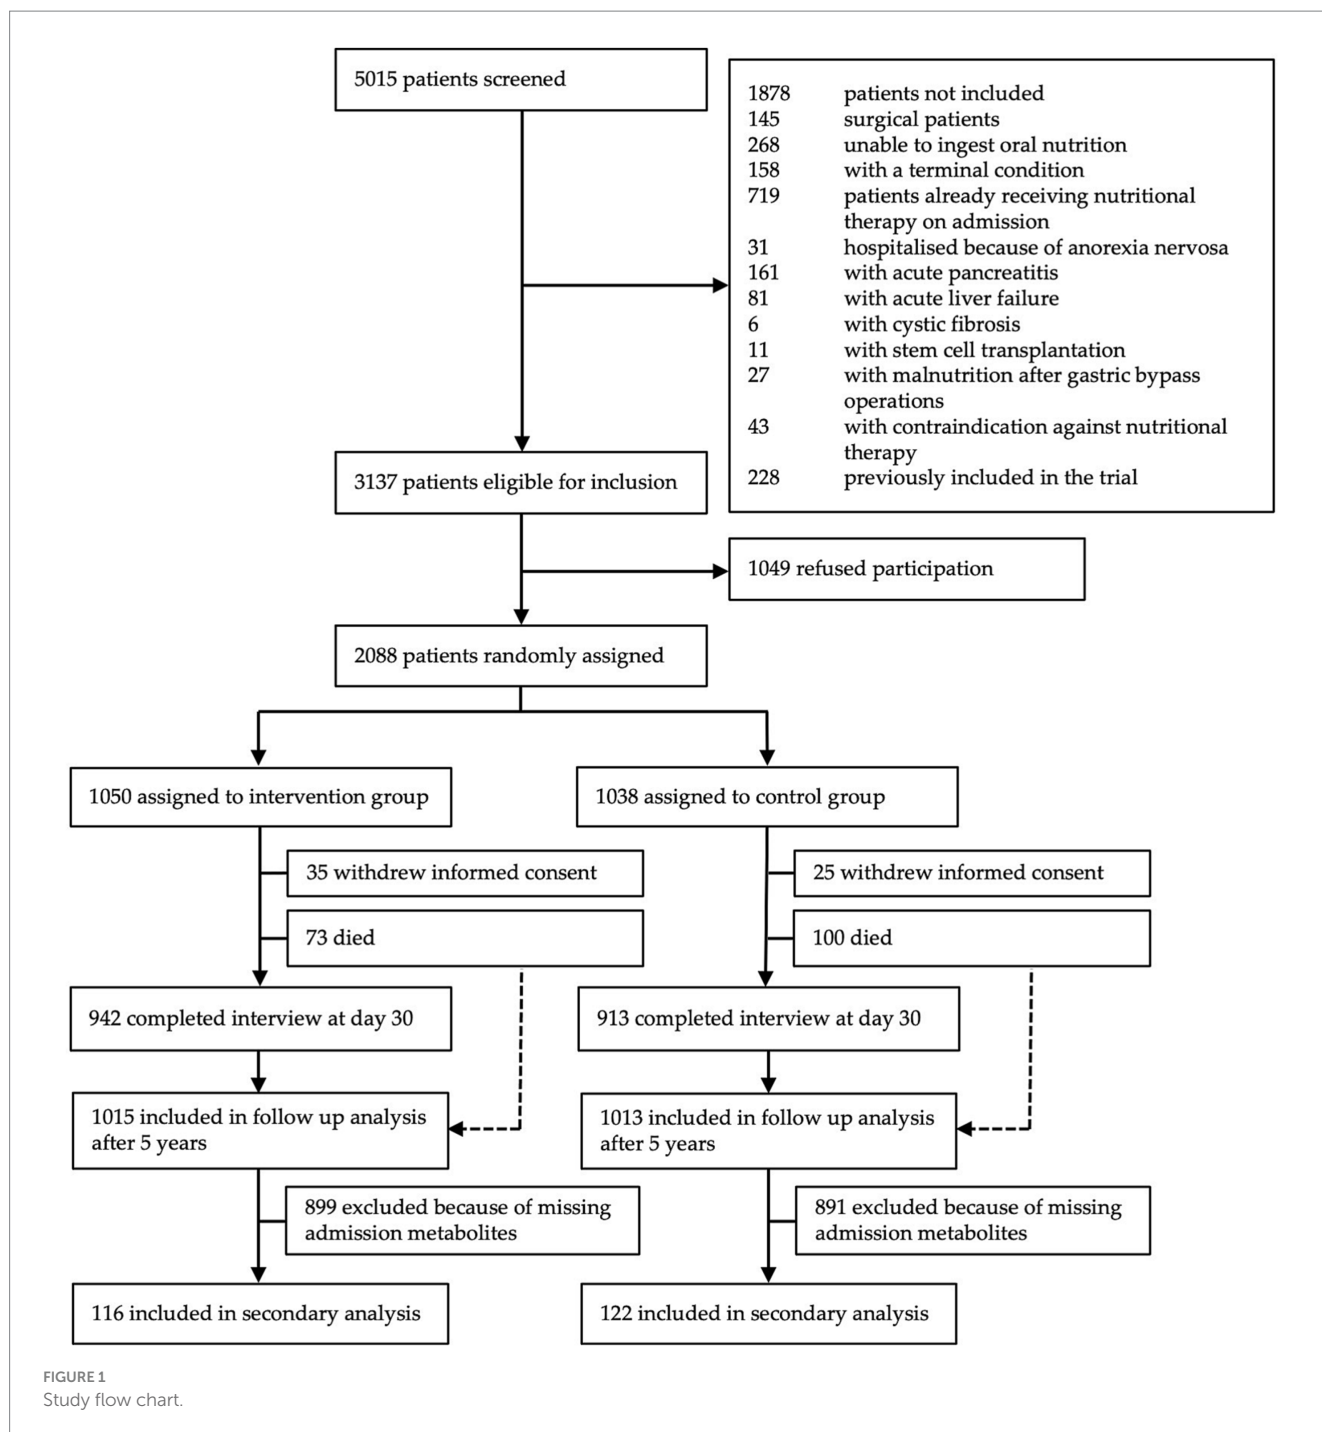 5015 patients screened
1878 patients not included
145 surgical patients
268 unable to ingest oral nutrition
158 with a terminal condition
719 patients already receiving nutritional
therapy on admission
31 hospitalised because of anorexia nervosa
161 with acute pancreatitis
81 with acute liver failure
6 with cystic fibrosis
11 with stem cell transplantation
27 with malnutrition after gastric bypass
operations
43 with contraindication against nutritional
therapy
228 previously included in the trial
3137 patients eligible for inclusion
1049 refused participation
2088 patients randomly assigned
1050 assigned to intervention group
1038 assigned to control group
35 withdrew informed consent
25 withdrew informed consent
73 died
100 died
942 completed interview at day 30
913 completed interview at day 30
1015 included in follow up analysis
after 5 years
1013 included in follow up analysis
after 5 years
899 excluded because of missing
admission metabolites
891 excluded because of missing
admission metabolites
116 included in secondary analysis
122 included in secondary analysis
FIGURE 1
Study flow chart.